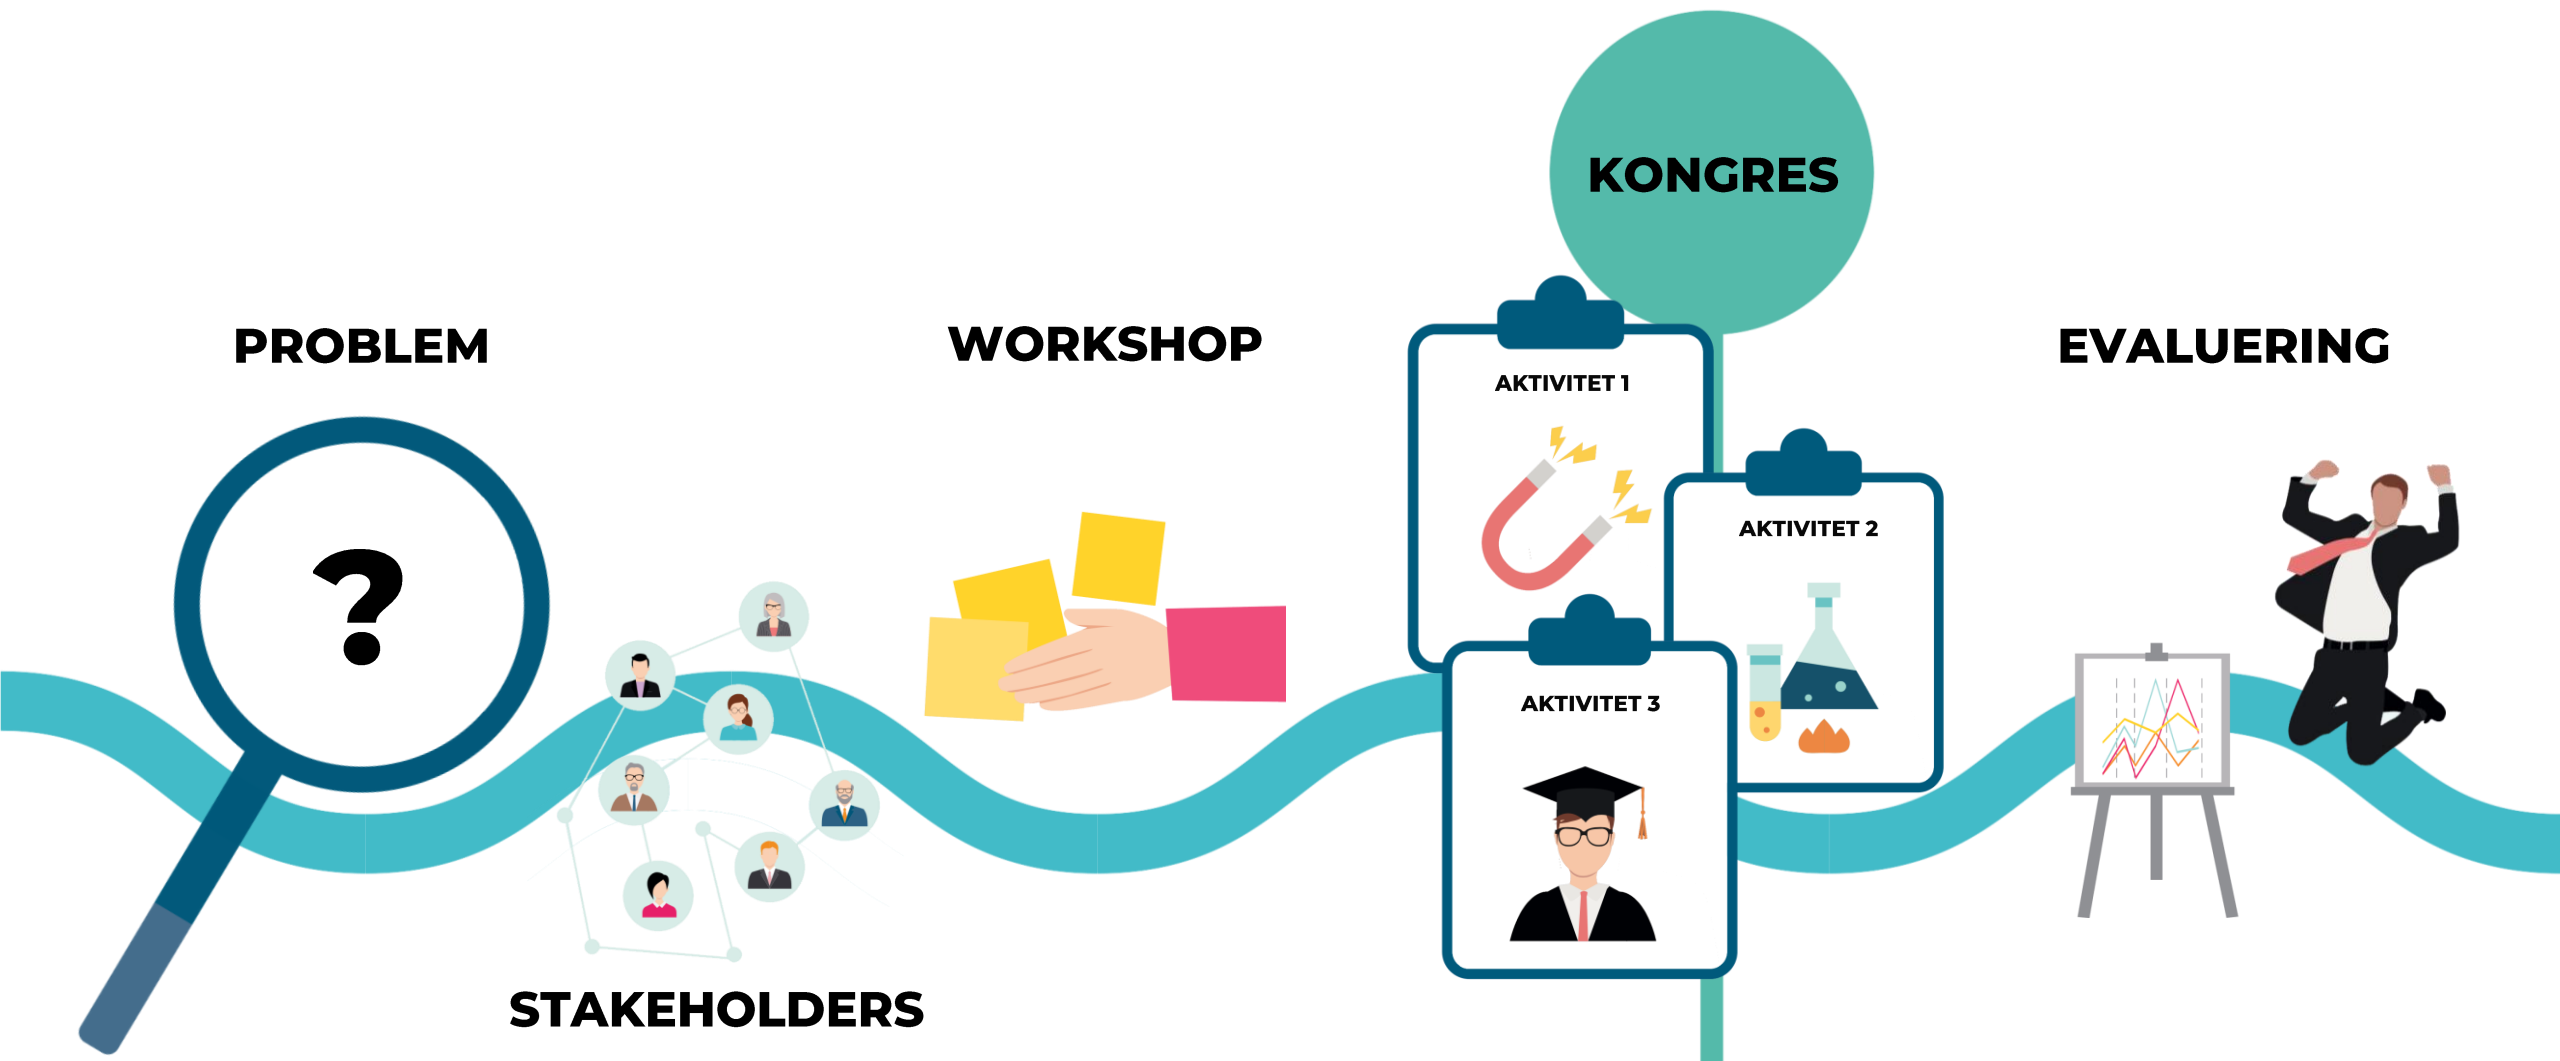 PROBLEM
?
STAKEHOLDERS
WORKSHOP
KONGRES
AKTIVITET 1
AKTIVITET 2
AKTIVITET 3
EVALUERING